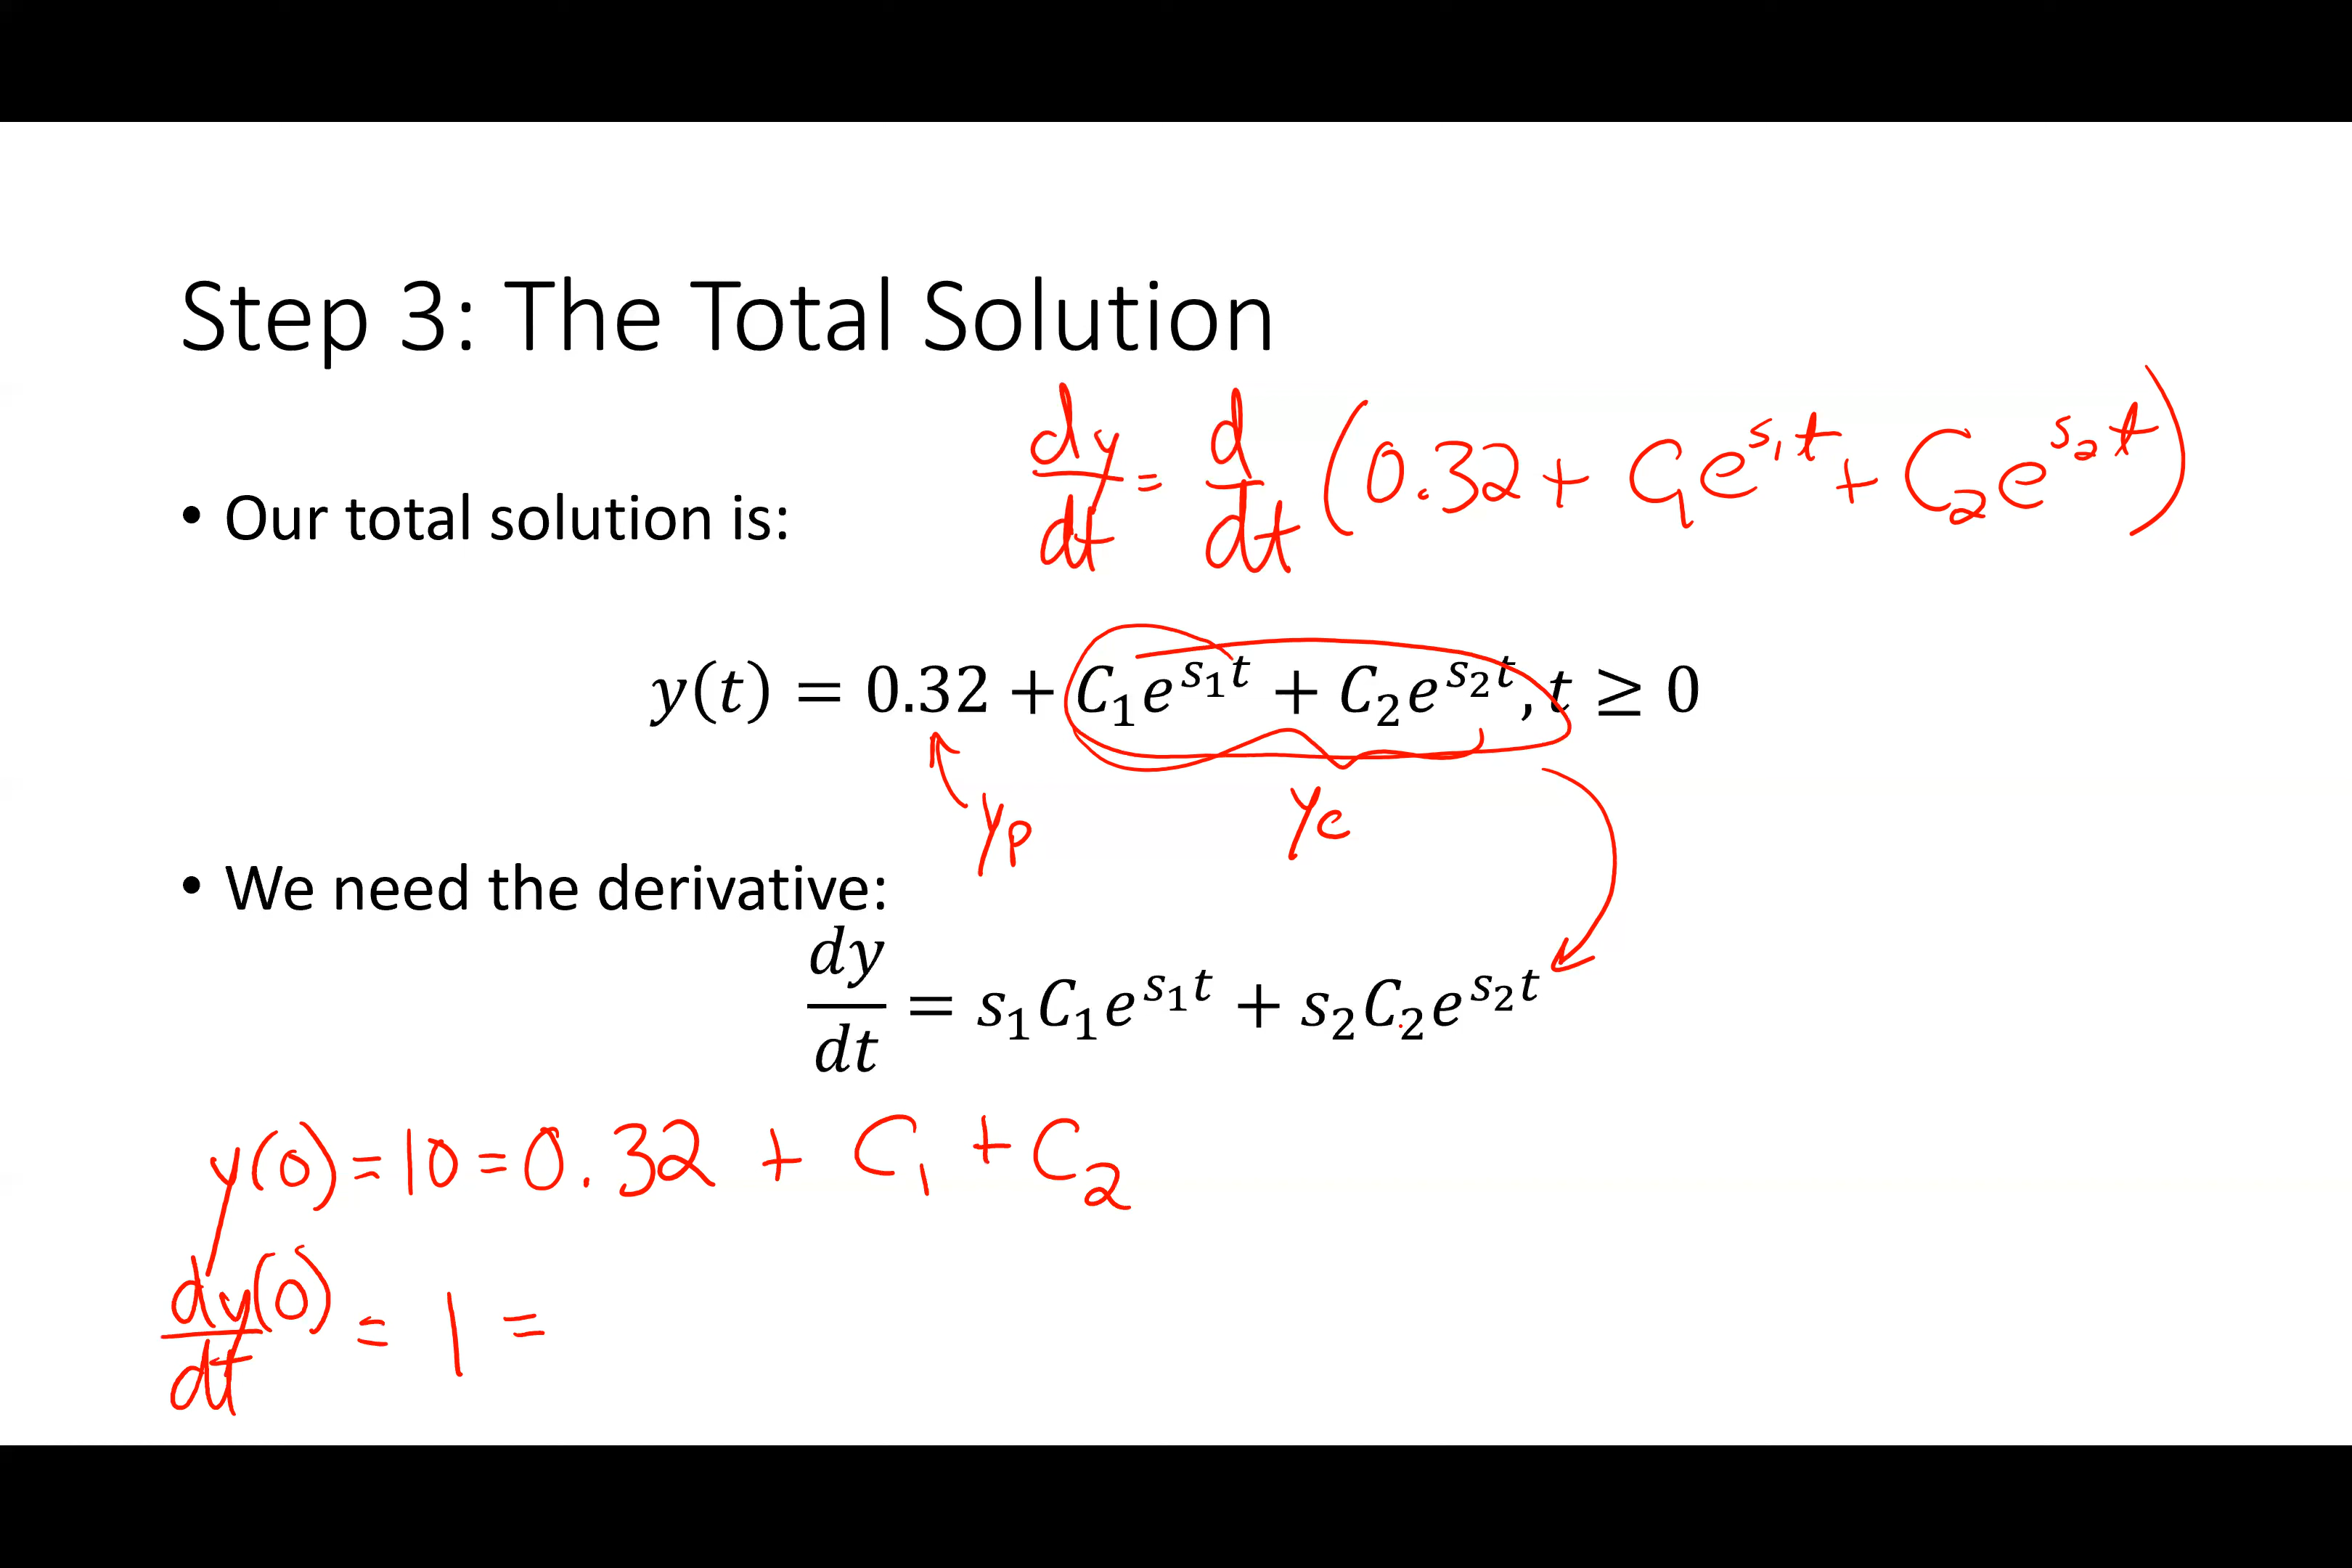 Step 3: The Total Solution
dy/dt = d/dt (0.32 + C₁e^{s₁t} + C₂e^{s₂t})
• Our total solution is:
y(t) = 0.32 + C₁e^{s₁t} + C₂e^{s₂t}, t ≥ 0
y_p y_c
• We need the derivative:
dy/dt = s₁C₁e^{s₁t} + s₂C₂e^{s₂t}
y(0) = 10 = 0.32 + C₁ + C₂
dy(0)/dt = 1 =